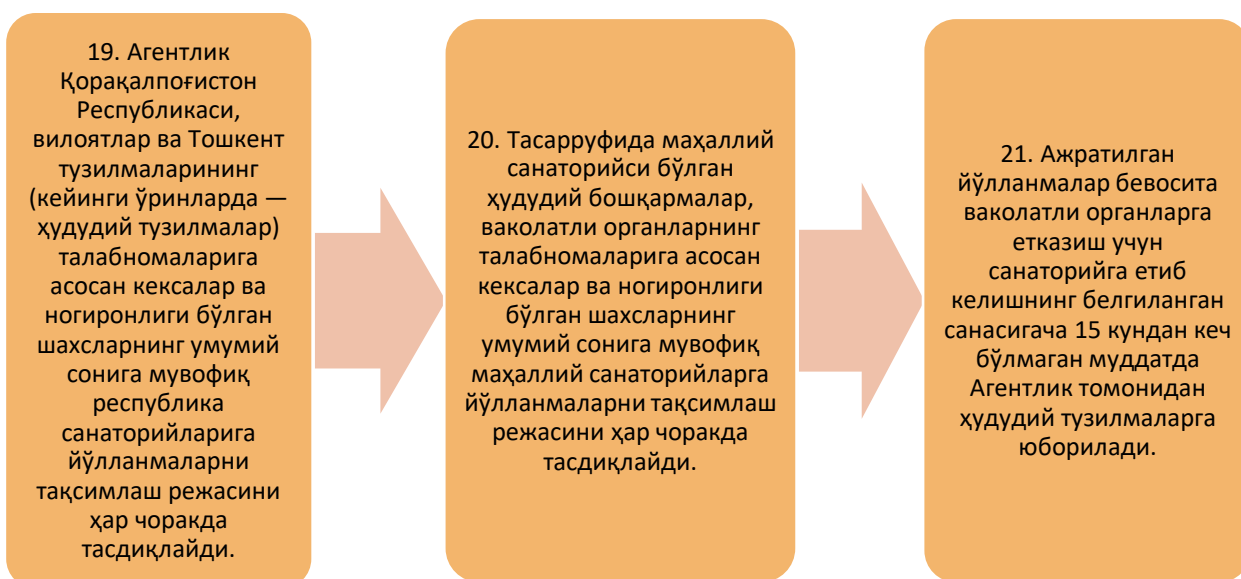 19. Агентлик
Қорақалпоғистон
Республикаси,
вилоятлар ва Тошкент
тузилмаларининг
(кейинги ўринларда —
ҳудудий тузилмалар)
талабномаларига
асосан кексалар ва
ногиронлиги бўлган
шахсларнинг умумий
сонига мувофиқ
республика
санаторийларига
йўлланмаларни
тақсимлаш режасини
ҳар чоракда
тасдиқлайди.
20. Тасарруфида маҳаллий
санаторийси бўлган
ҳудудий бошқармалар,
ваколатли органларнинг
талабномаларига асосан
кексалар ва ногиронлиги
бўлган шахсларнинг
умумий сонига мувофиқ
маҳаллий санаторийларга
йўлланмаларни тақсимлаш
режасини ҳар чоракда
тасдиқлайди.
21. Ажратилган
йўлланмалар бевосита
ваколатли органларга
етказиш учун
санаторийга етиб
келишнинг белгиланган
санасигача 15 кундан кеч
бўлмаган муддатда
Агентлик томонидан
ҳудудий тузилмаларга
юборилади.